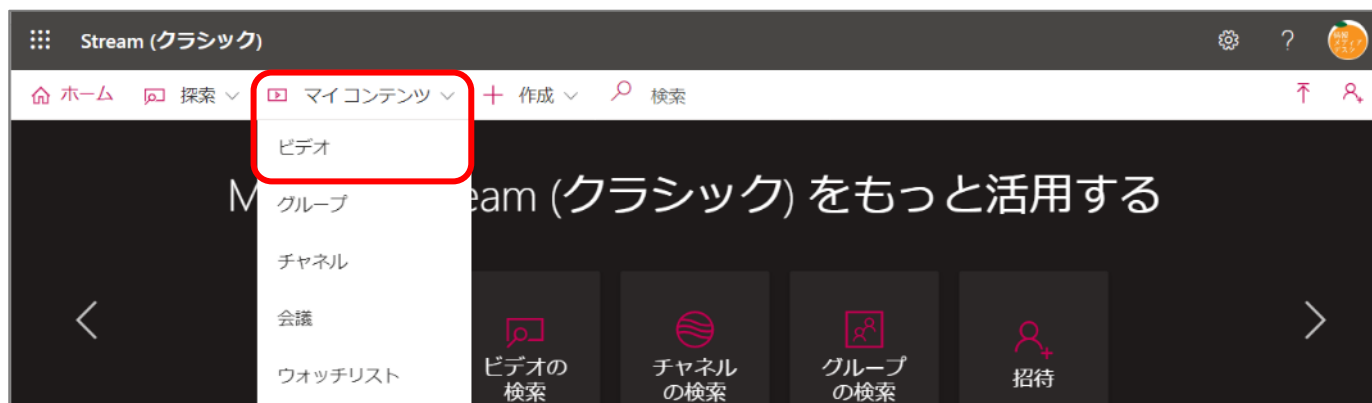 Stream (クラシック)
?
ホーム 探索 マイ コンテンツ 作成 検索
ビデオ
グループ
チャネル
会議
ウォッチリスト
M eam (クラシック) をもっと活用する
ビデオの
検索
チャネル
の検索
グループ
の検索
招待